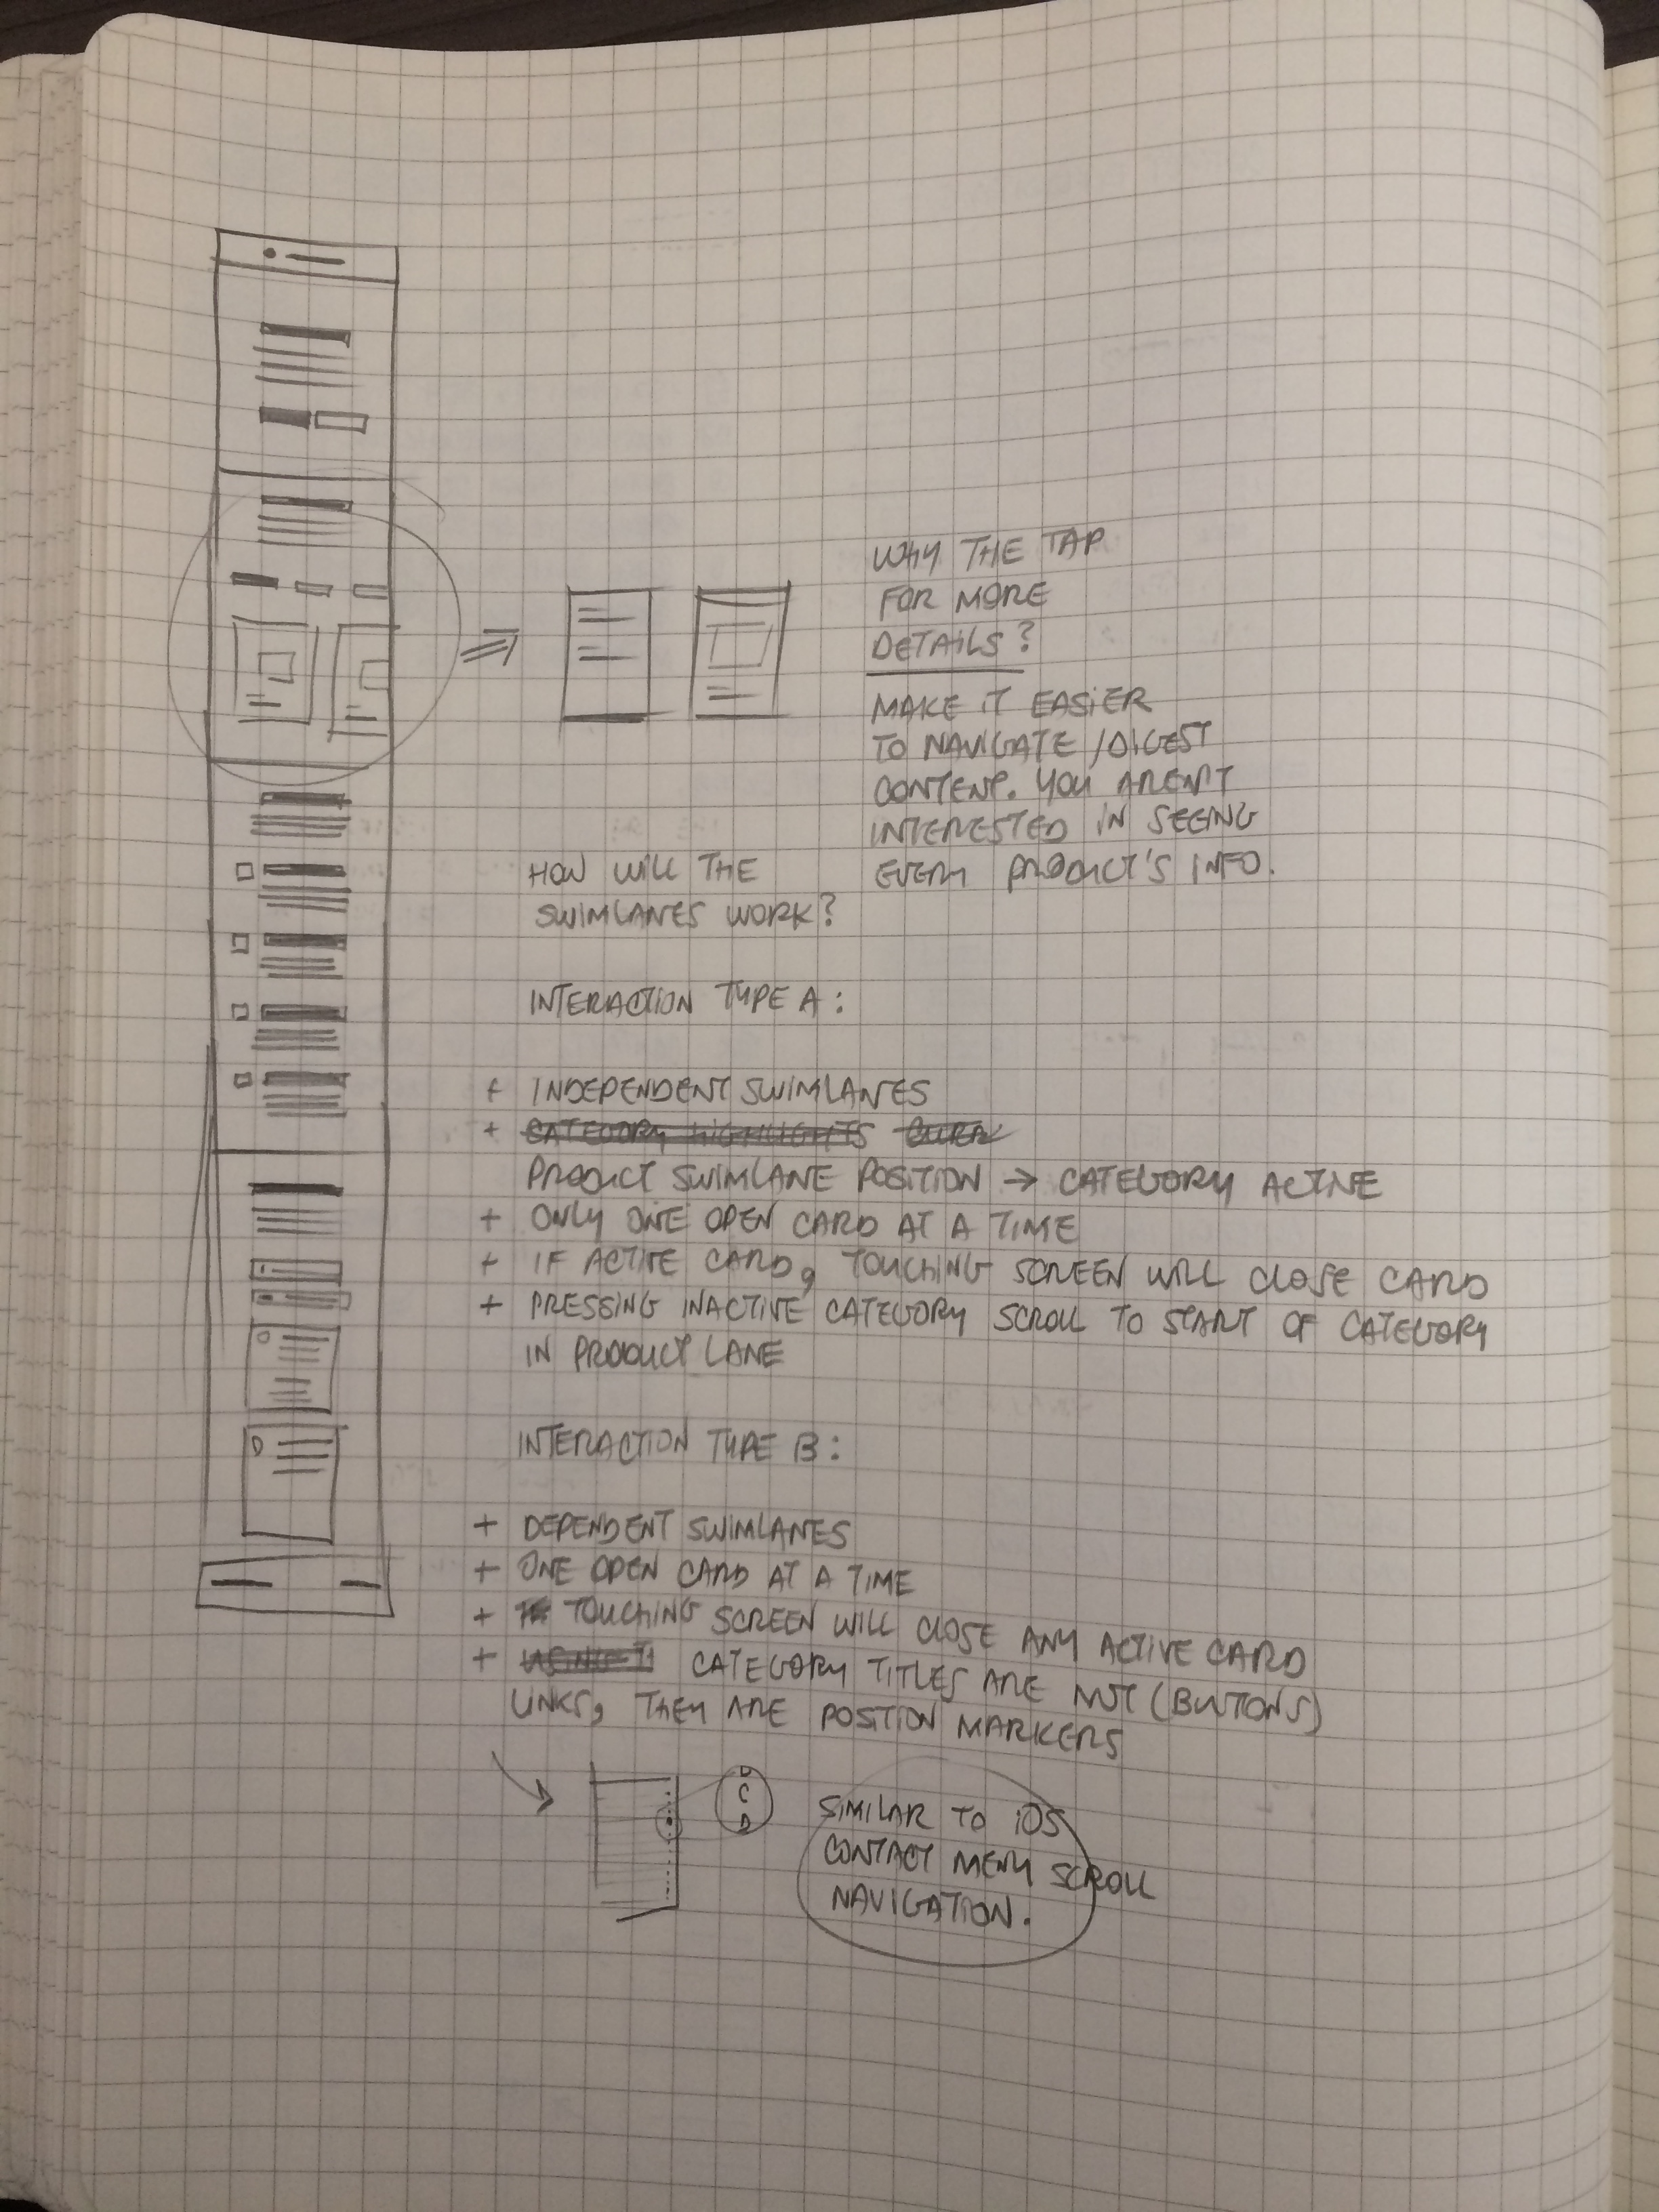 WHY THE TAP
FOR MORE
DETAILS?
MAKE IT EASIER
TO NAVIGATE / DIGEST
CONTENT. YOU AREN'T
INTERESTED IN SEEING
EVERY PRODUCT'S INFO.
HOW WILL THE
SWIMLANES WORK?
INTERACTION TYPE A:
+ INDEPENDENT SWIMLANES
+ CATEGORY HIGHLIGHTS
PRODUCT SWIMLANE POSITION → CATEGORY ACTIVE
+ ONLY ONE OPEN CARD AT A TIME
+ IF ACTIVE CARD, TOUCHING SCREEN WILL CLOSE CARD
+ PRESSING INACTIVE CATEGORY SCROLL TO START OF CATEGORY
IN PRODUCT LANE
INTERACTION TYPE B:
+ DEPENDENT SWIMLANES
+ ONE OPEN CARD AT A TIME
+ TOUCHING SCREEN WILL CLOSE ANY ACTIVE CARD
+ CATEGORY TITLES ARE NOT (BUTTONS)
LINKS, THEY ARE POSITION MARKERS
C
D
SIMILAR TO iOS
CONTACT MENU SCROLL
NAVIGATION.